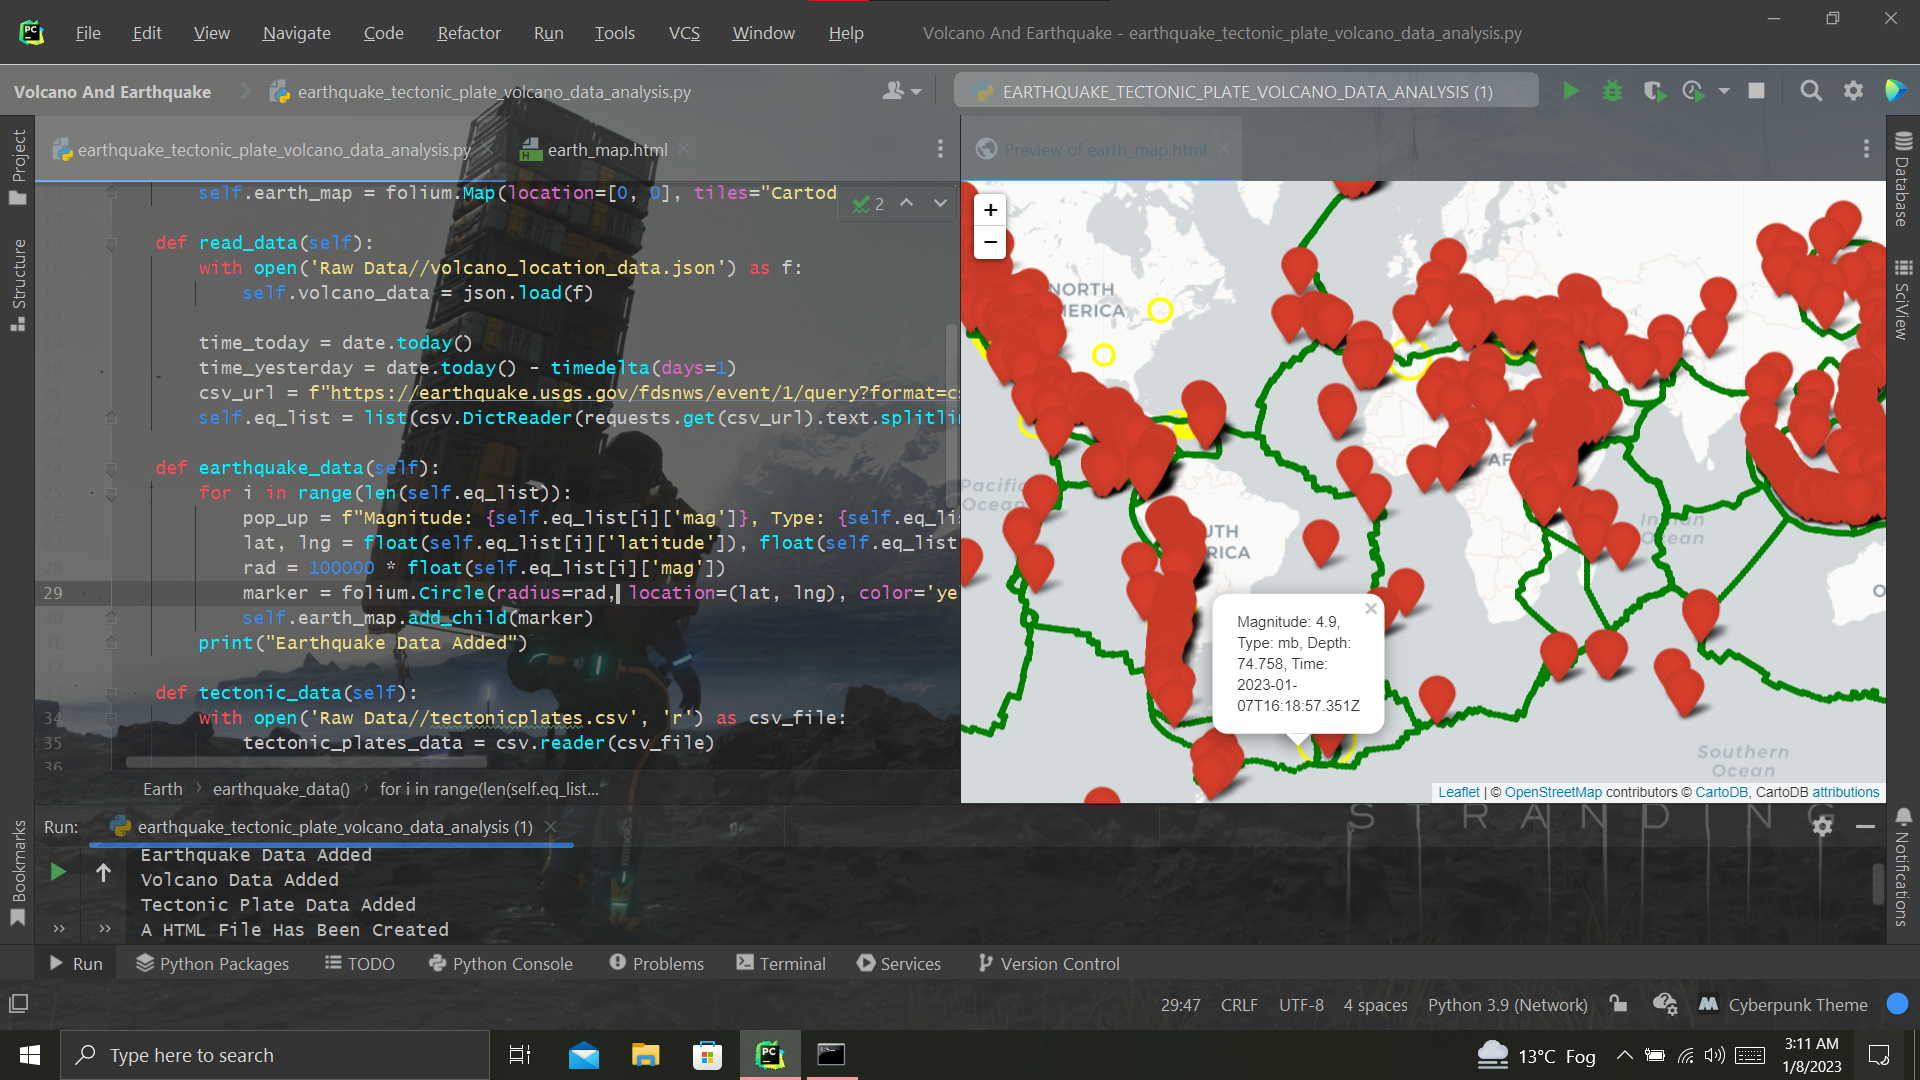 File Edit View Navigate Code Refactor Run Tools VCS Window Help Volcano And Earthquake - earthquake_tectonic_plate_volcano_data_analysis.py
Volcano And Earthquake earthquake_tectonic_plate_volcano_data_analysis.py EARTHQUAKE_TECTONIC_PLATE_VOLCANO_DATA_ANALYSIS (1)
earthquake_tectonic_plate_volcano_data_analysis.py earth_map.html Preview of earth_map.html
Project
Structure
Bookmarks
self.earth_map = folium.Map(location=[0, 0], tiles="Cartod
2
def read_data(self):
with open('Raw Data//volcano_location_data.json') as f:
self.volcano_data = json.load(f)
time_today = date.today()
time_yesterday = date.today() - timedelta(days=1)
csv_url = f"https://earthquake.usgs.gov/fdsnws/event/1/query?format=c
self.eq_list = list(csv.DictReader(requests.get(csv_url).text.splitli
24 def earthquake_data(self):
25 for i in range(len(self.eq_list)):
26 pop_up = f"Magnitude: {self.eq_list[i]['mag']}, Type: {self.eq_li
27 lat, lng = float(self.eq_list[i]['latitude']), float(self.eq_list
28 rad = 100000 * float(self.eq_list[i]['mag'])
29 marker = folium.Circle(radius=rad, location=(lat, lng), color='ye
30 self.earth_map.add_child(marker)
31 print("Earthquake Data Added")
32
def tectonic_data(self):
34 with open('Raw Data//tectonicplates.csv', 'r') as csv_file:
35 tectonic_plates_data = csv.reader(csv_file)
36
Earth earthquake_data() for i in range(len(self.eq_list...
+
−
NORTH
MERICA
Pacific
Ocean
UTH
RICA
AF
Indian
Ocean
O
Southern
Ocean
×
Magnitude: 4.9,
Type: mb, Depth:
74.758, Time:
2023-01-
07T16:18:57.351Z
Leaflet | © OpenStreetMap contributors © CartoDB, CartoDB attributions
Database
SciView
Notifications
STRANDING
Run: earthquake_tectonic_plate_volcano_data_analysis (1)
Earthquake Data Added
Volcano Data Added
Tectonic Plate Data Added
A HTML File Has Been Created
Run Python Packages TODO Python Console Problems Terminal Services Version Control
29:47 CRLF UTF-8 4 spaces Python 3.9 (Network) Cyberpunk Theme
Type here to search
13°C Fog
3:11 AM
1/8/2023